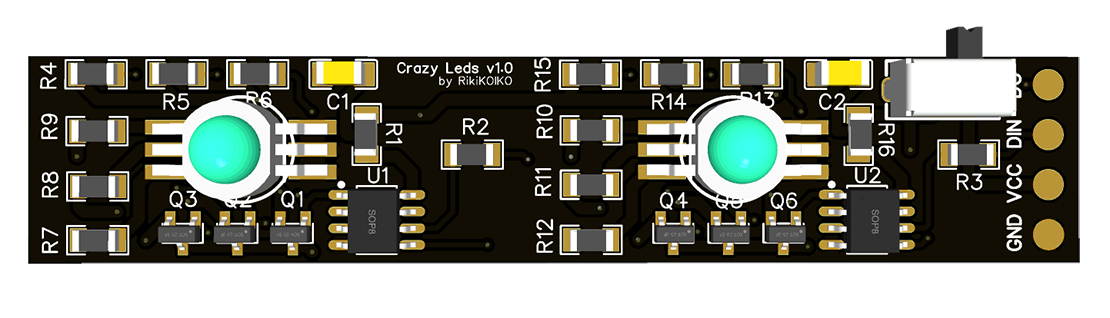 R4
R5
R6
C1
Crazy Leds v1.0
by RikiKOIKO
R15
R14
R13
C2
DO
R9
R1
R2
R10
R16
DIN
R8
U1
R11
U2
R3
VCC
Q3
Q2
Q1
Q4
Q5
Q6
R7
SOP8
R12
SOP8
GND